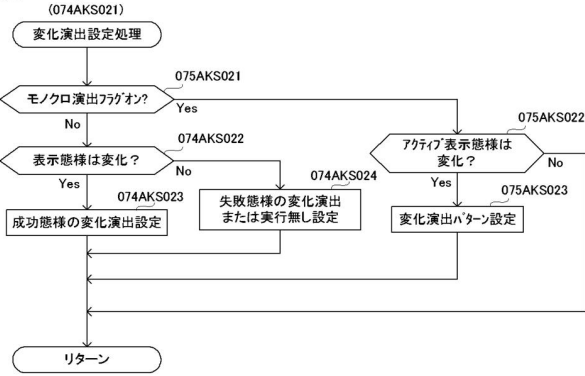 (074AKS021)
変化演出設定処理
075AKS021
モノクロ演出フラグオン?
Yes
No
074AKS022
表示態様は変化?
No
Yes
075AKS022
アクティブ表示態様は
変化?
No
Yes
074AKS023
成功態様の変化演出設定
074AKS024
失敗態様の変化演出
または実行無し設定
075AKS023
変化演出パターン設定
リターン